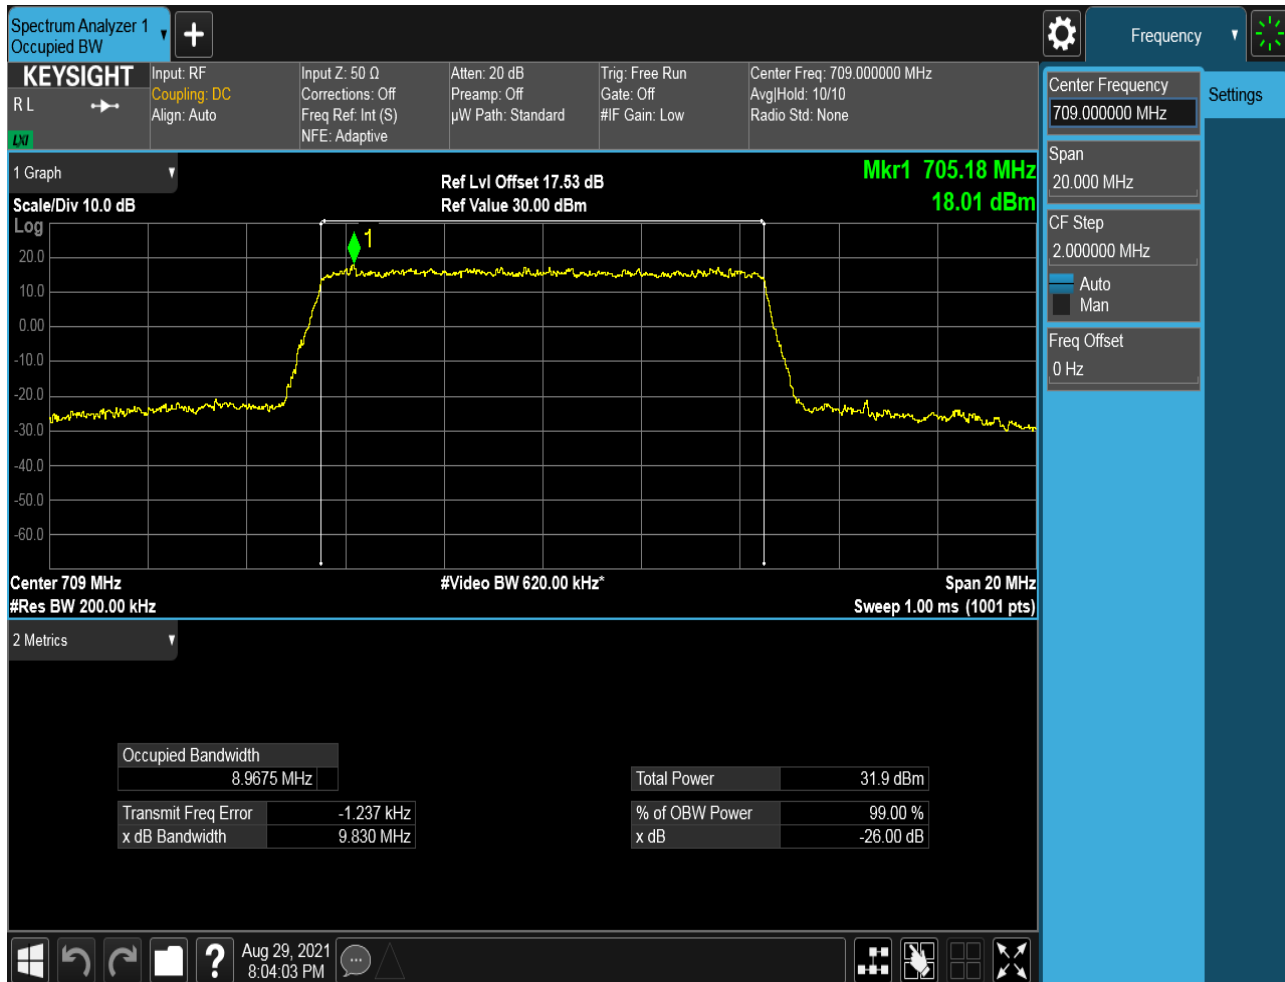 Spectrum Analyzer 1
Occupied BW
Frequency
KEYSIGHT
R L
LXI
Input: RF
Coupling: DC
Align: Auto
Input Z: 50 Ω
Corrections: Off
Freq Ref: Int (S)
NFE: Adaptive
Atten: 20 dB
Preamp: Off
µW Path: Standard
Trig: Free Run
Gate: Off
#IF Gain: Low
Center Freq: 709.000000 MHz
Avg|Hold: 10/10
Radio Std: None
Center Frequency
709.000000 MHz
Settings
Span
20.000 MHz
CF Step
2.000000 MHz
Auto
Man
Freq Offset
0 Hz
1 Graph
Scale/Div 10.0 dB
Log
Ref Lvl Offset 17.53 dB
Ref Value 30.00 dBm
Mkr1 705.18 MHz
18.01 dBm
1
20.0
10.0
0.00
-10.0
-20.0
-30.0
-40.0
-50.0
-60.0
Center 709 MHz
#Video BW 620.00 kHz*
Span 20 MHz
#Res BW 200.00 kHz
Sweep 1.00 ms (1001 pts)
2 Metrics
Occupied Bandwidth
8.9675 MHz
Total Power 31.9 dBm
Transmit Freq Error -1.237 kHz
% of OBW Power 99.00 %
x dB Bandwidth 9.830 MHz
x dB -26.00 dB
?
Aug 29, 2021
8:04:03 PM